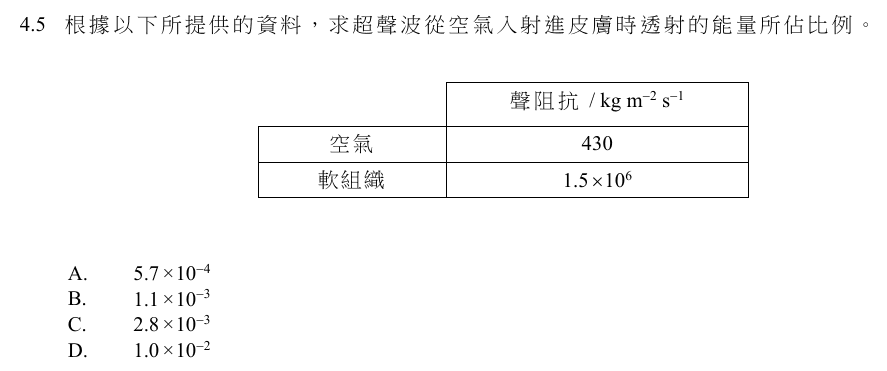 4.5 根據以下所提供的資料，求超聲波從空氣入射進皮膚時透射的能量所佔比例。
聲阻抗 / kg m⁻² s⁻¹
空氣 430
軟組織 1.5×10⁶
A. 5.7×10⁻⁴
B. 1.1×10⁻³
C. 2.8×10⁻³
D. 1.0×10⁻²